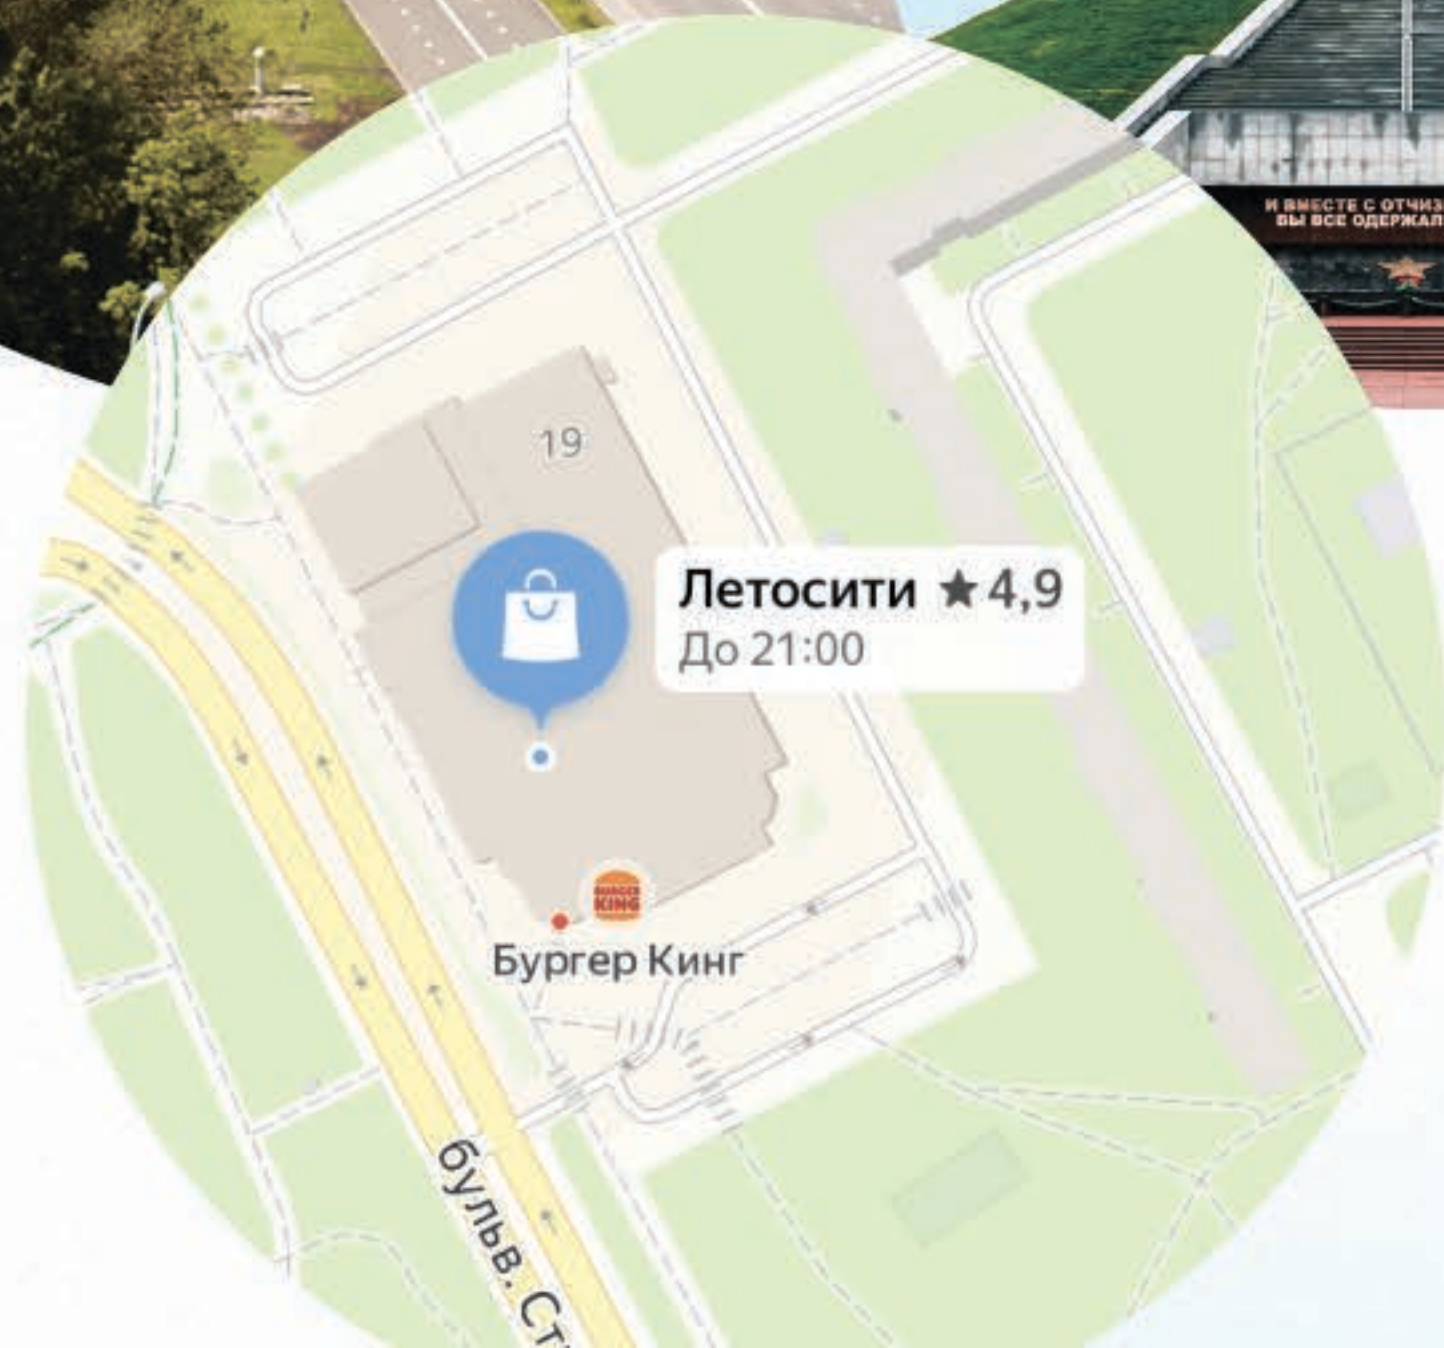 И ВМЕСТЕ С ОТЧИЗ
ВЫ ВСЕ ОДЕРЖАЛ
19
Летосити ★ 4,9
До 21:00
BURGER
KING
Бургер Кинг
бульв. Ст